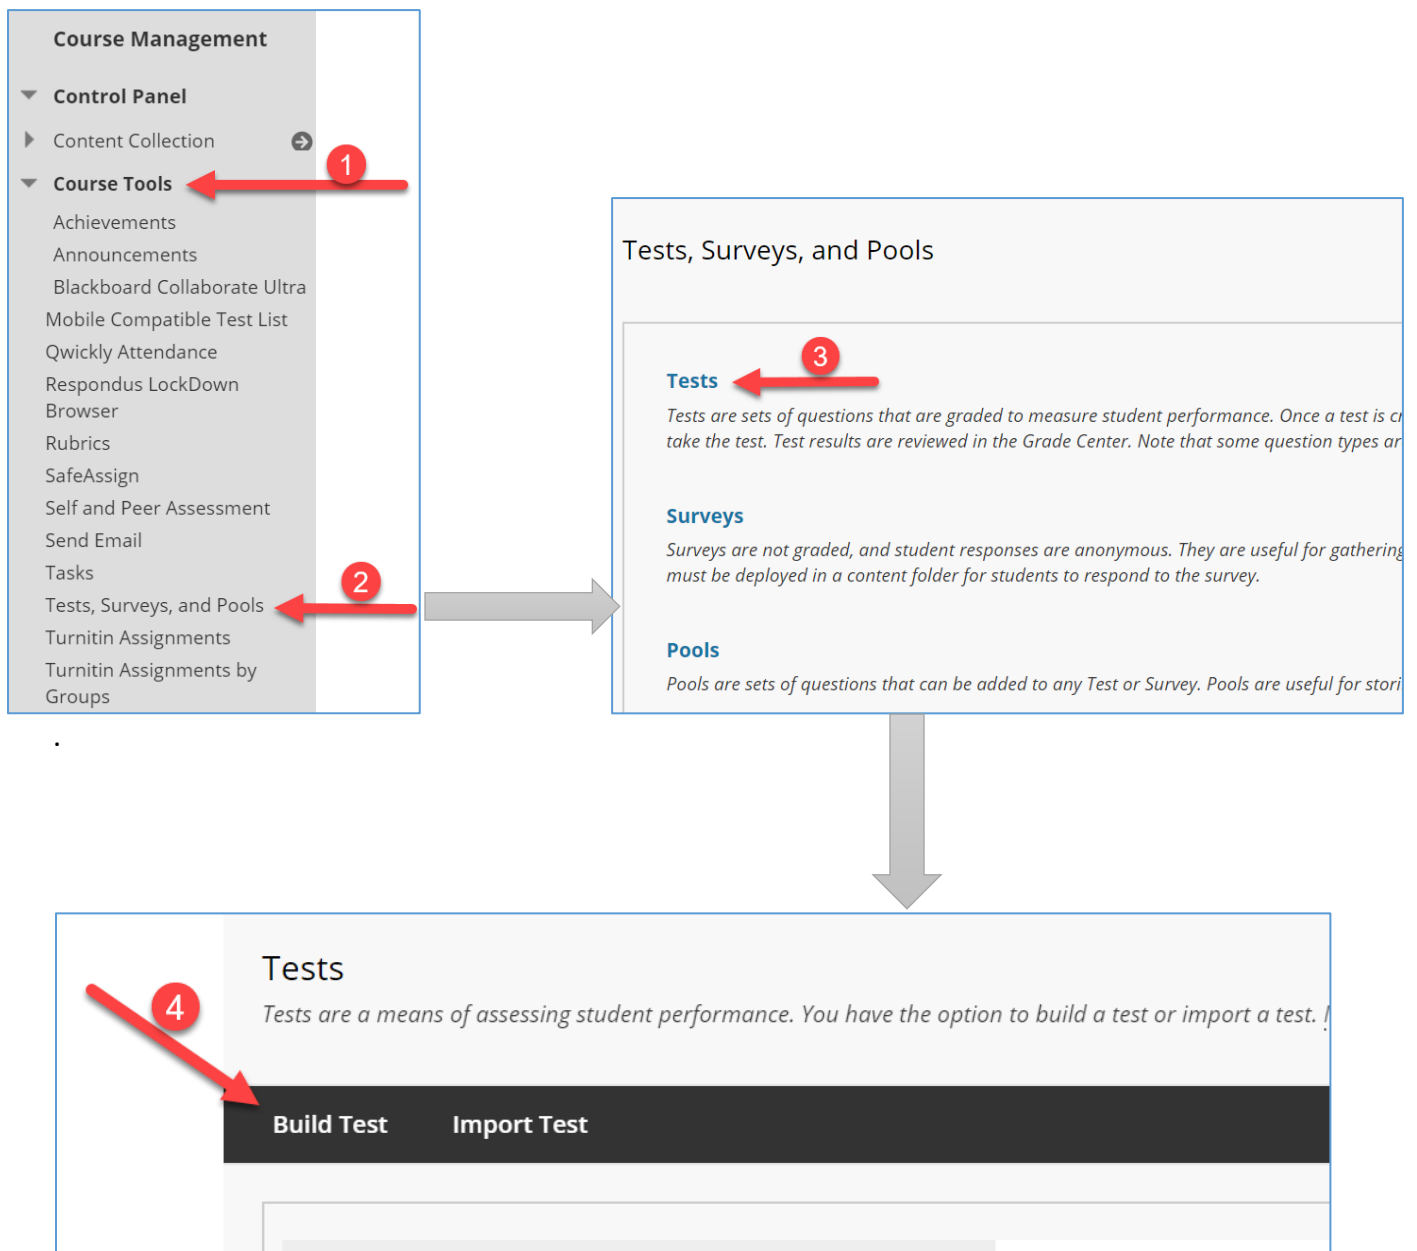 Course Management
Control Panel
Content Collection
1
Course Tools
Achievements
Announcements
Blackboard Collaborate Ultra
Mobile Compatible Test List
Qwickly Attendance
Respondus LockDown
Browser
Rubrics
SafeAssign
Self and Peer Assessment
Send Email
Tasks
2
Tests, Surveys, and Pools
Turnitin Assignments
Turnitin Assignments by
Groups
.
Tests, Surveys, and Pools
3
Tests
Tests are sets of questions that are graded to measure student performance. Once a test is cr
take the test. Test results are reviewed in the Grade Center. Note that some question types ar
Surveys
Surveys are not graded, and student responses are anonymous. They are useful for gathering
must be deployed in a content folder for students to respond to the survey.
Pools
Pools are sets of questions that can be added to any Test or Survey. Pools are useful for stori
Tests
4
Tests are a means of assessing student performance. You have the option to build a test or import a test.
Build Test Import Test